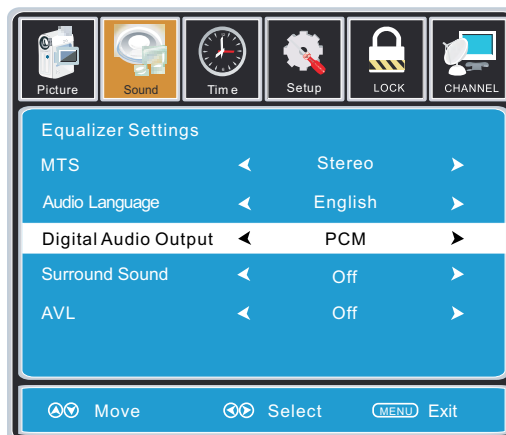 Picture Sound Time Setup LOCK CHANNEL
Equalizer Settings
MTS Stereo
Audio Language English
Digital Audio Output PCM
Surround Sound Off
AVL Off
Move Select MENU Exit